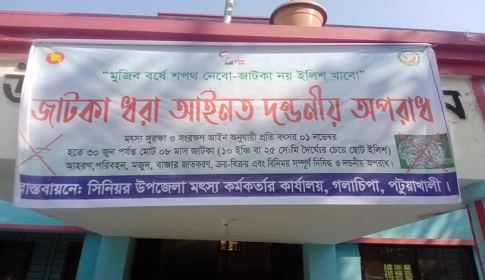 "মুজিব বর্ষে শপথ নেবো-জাটকা নয় ইলিশ খাবো"
জাটকা ধরা আইনত দন্ডনীয় অপরাধ
মৎস্য সুরক্ষা ও সংরক্ষণ আইন অনুযায়ী প্রতি বৎসর ০১ নভেম্বর
হতে ৩০ জুন পর্যন্ত মোট ০৮ মাস জাটকা (১০ ইঞ্চি বা ২৫ সে:মি দৈর্ঘ্যের চেয়ে ছোট ইলিশ)
আহরণ,পরিবহন, মজুদ, বাজার জাতকরণ, ক্রয়-বিক্রয় এবং বিনিময় সম্পূর্ণ নিষিদ্ধ ও দন্ডনীয় অপরাধ।
বাস্তবায়নে: সিনিয়র উপজেলা মৎস্য কর্মকর্তার কার্যালয়, গলাচিপা, পটুয়াখালী।